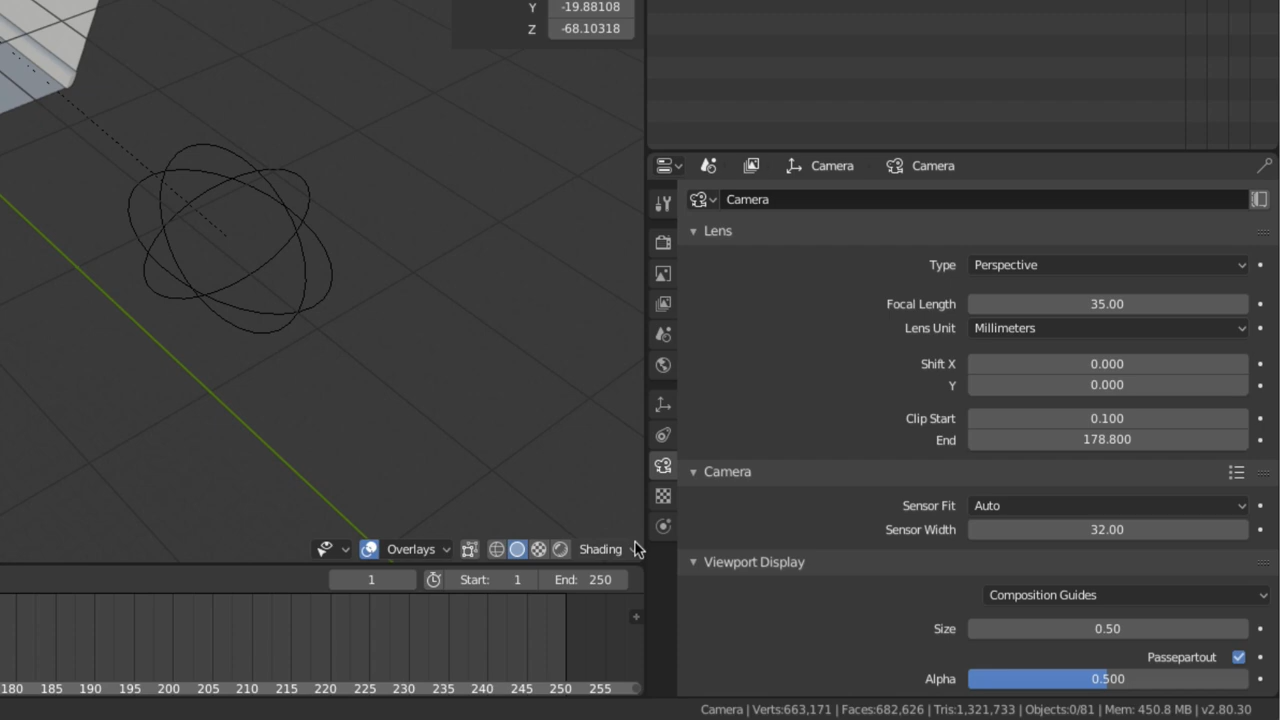 Y -19.88108
Z -68.10318
Camera Camera
Camera
Lens
Type Perspective
Focal Length 35.00
Lens Unit Millimeters
Shift X 0.000
Y 0.000
Clip Start 0.100
End 178.800
Camera
Sensor Fit Auto
Sensor Width 32.00
Overlays Shading
Viewport Display
1 Start: 1 End: 250
Composition Guides
Size 0.50
Passepartout
Alpha 0.500
180 185 190 195 200 205 210 215 220 225 230 235 240 245 250 255
Camera | Verts:663,171 | Faces:682,626 | Tris:1,321,733 | Objects:0/81 | Mem: 450.8 MB | v2.80.30